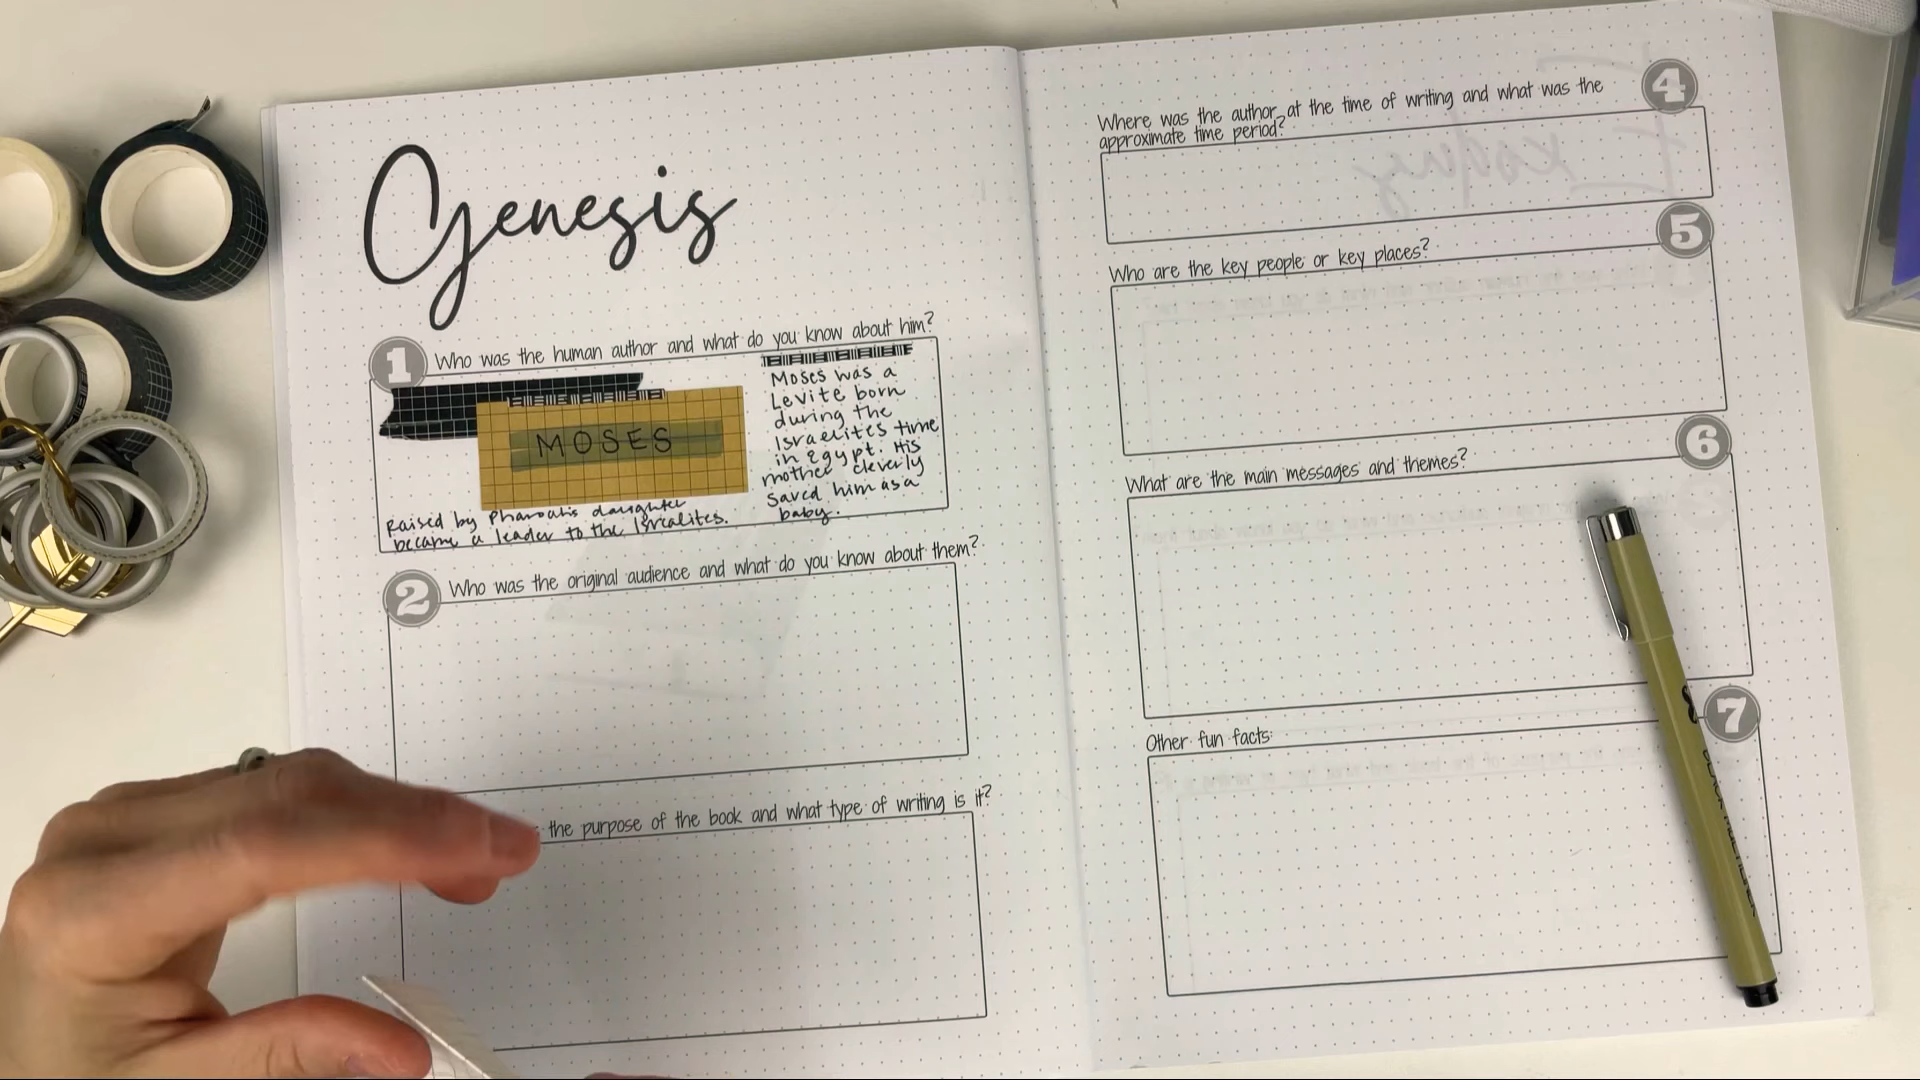 Genesis
1 Who was the human author and what do you know about him?
MOSES
Moses was a
Levite born
during the
Israelites time
in Egypt. His
mother cleverly
saved him as a
baby.
Raised by Pharoah's daughter
became a leader to the Isrealites.
2 Who was the original audience and what do you know about them?
the purpose of the book and what type of writing is it?
4
Where was the author at the time of writing and what was the
approximate time period?
Exodus
5
Who are the key people or key places?
6
What are the main messages and themes?
7
Other fun facts: